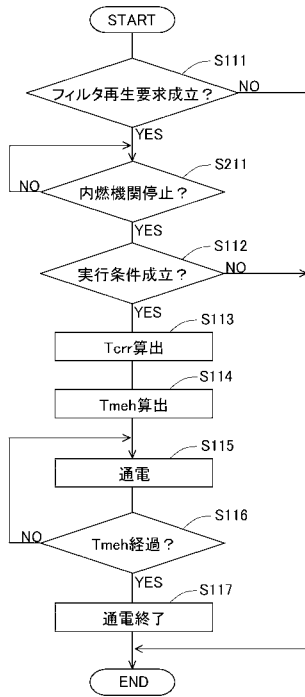 START
S111
フィルタ再生要求成立？
NO
YES
S211
内燃機関停止？
NO
YES
S112
実行条件成立？
NO
YES
S113
Tcrr算出
S114
Tmeh算出
S115
通電
S116
Tmeh経過？
NO
YES
S117
通電終了
END